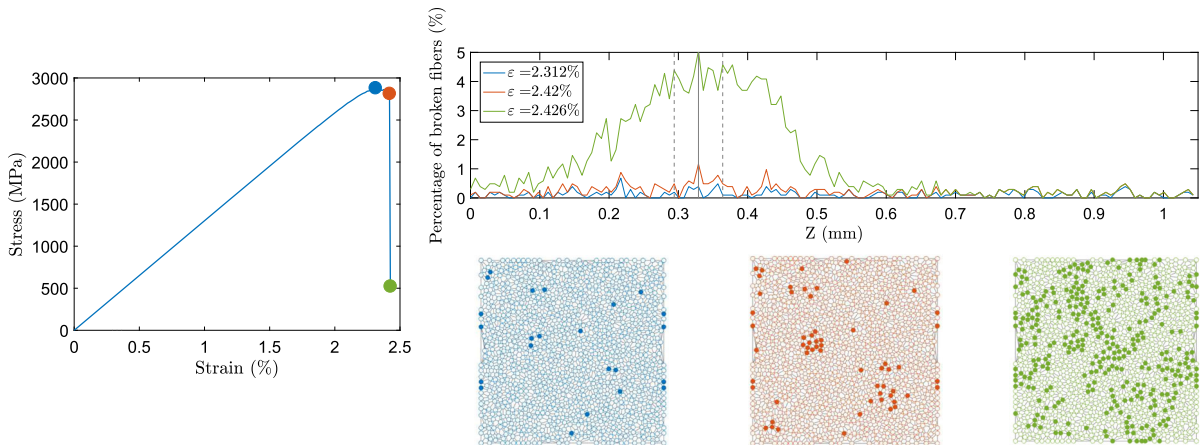 3000
2500
2000
1500
1000
500
0
Stress (MPa)
0 0.5 1 1.5 2 2.5
Strain (%)
Percentage of broken fibers (%)
5
4
3
2
1
0
ε =2.312%
ε =2.42%
ε =2.426%
0 0.1 0.2 0.3 0.4 0.5 0.6 0.7 0.8 0.9 1
Z (mm)